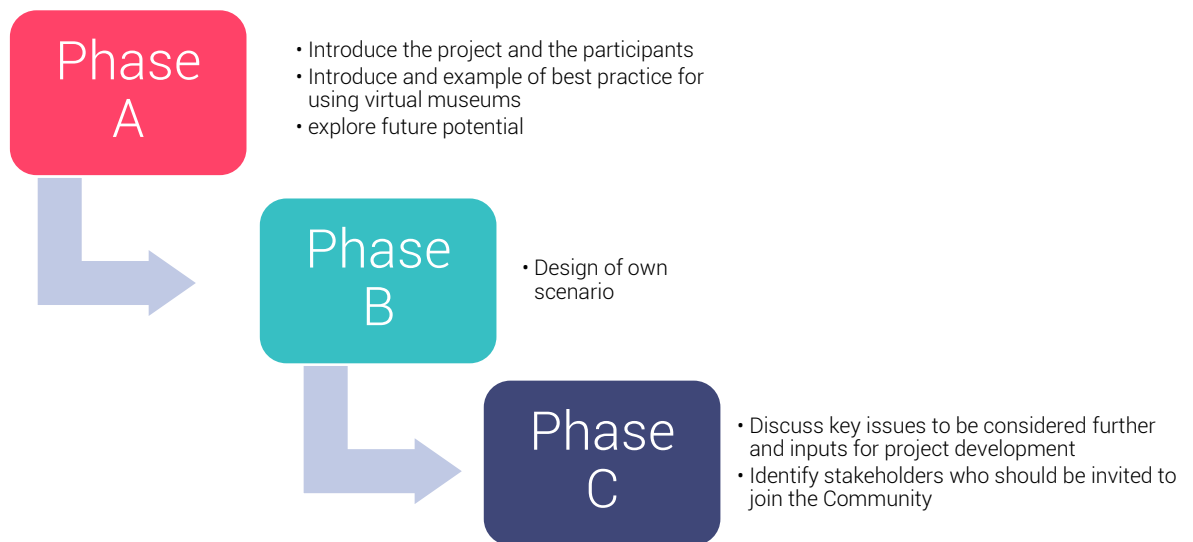 Phase
A
• Introduce the project and the participants
• Introduce and example of best practice for
using virtual museums
• explore future potential
Phase
B
• Design of own
scenario
Phase
C
• Discuss key issues to be considered further
and inputs for project development
• Identify stakeholders who should be invited to
join the Community